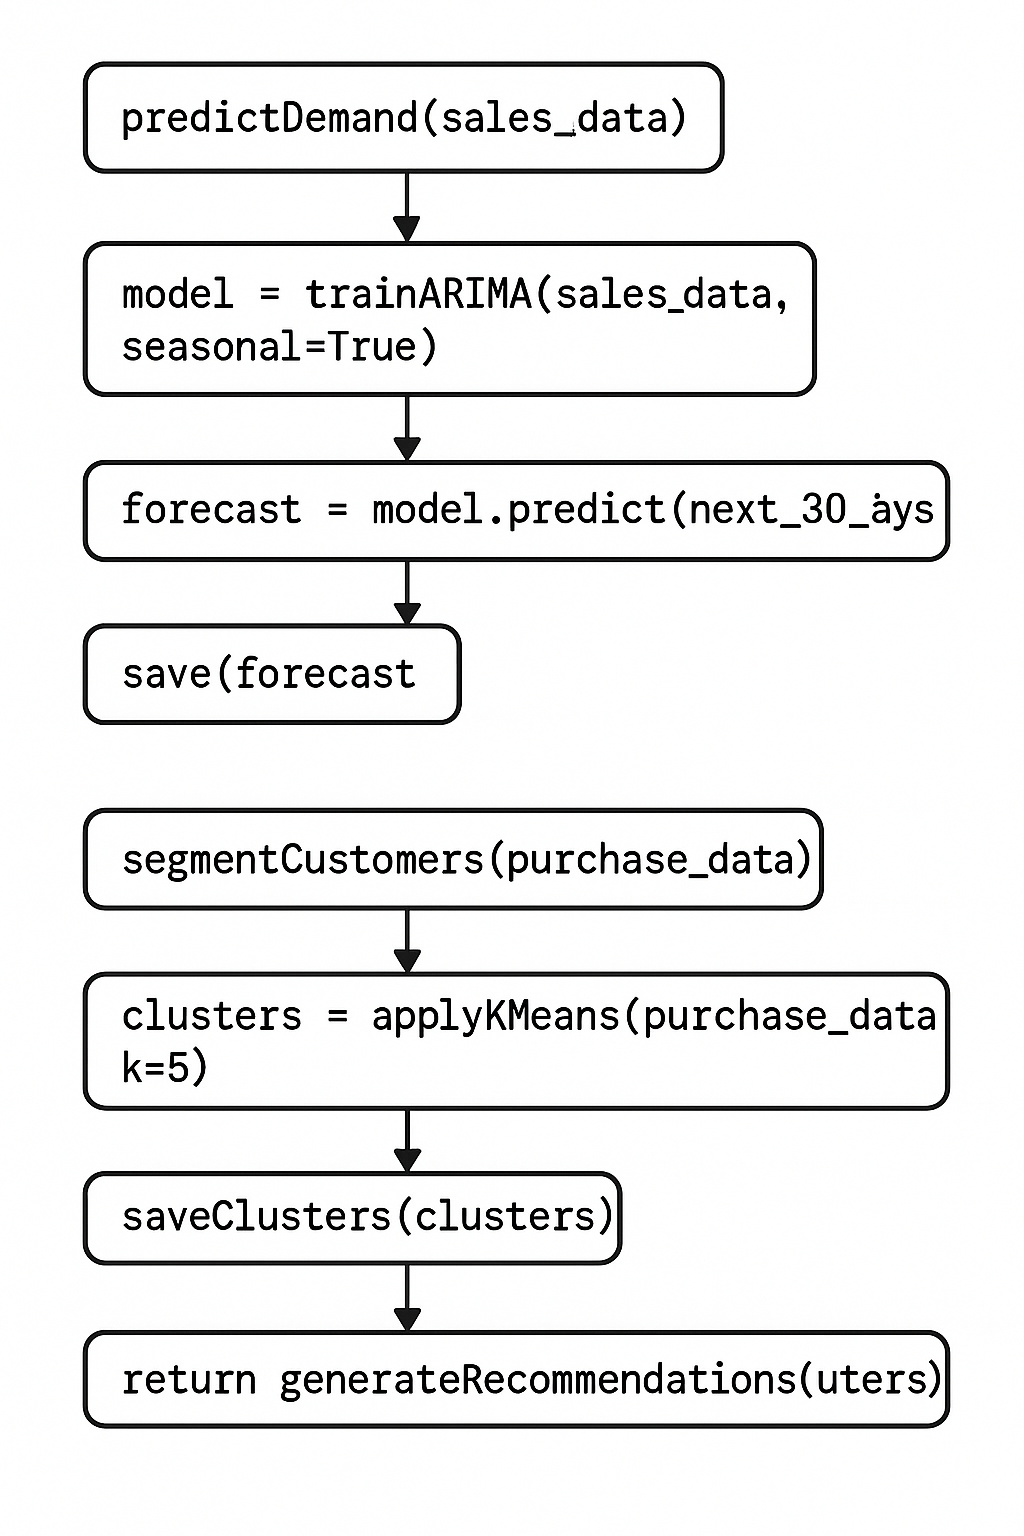 predictDemand(sales_data)
model = trainARIMA(sales_data,
seasonal=True)
forecast = model.predict(next_30_ays
save(forecast
segmentCustomers(purchase_data)
clusters = applyKMeans(purchase_data
k=5)
saveClusters(clusters)
return generateRecommendations(uters)